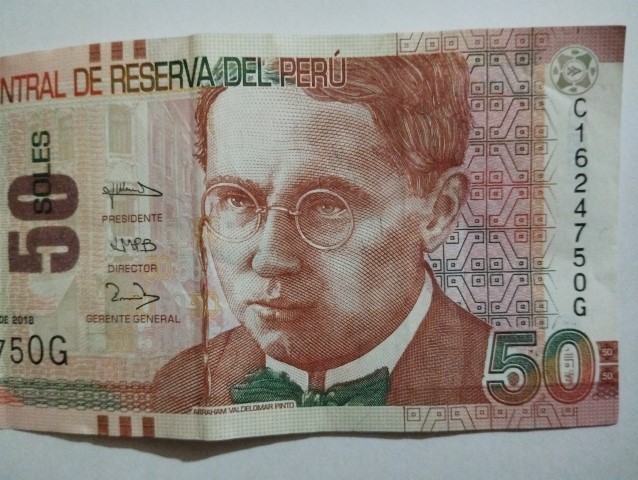 NTRAL DE RESERVA DEL PERÚ
50 SOLES
PRESIDENTE
DIRECTOR
GERENTE GENERAL
DE 2018
750G
ABRAHAM VALDELOMAR PINTO
C1624750G
50
50
50